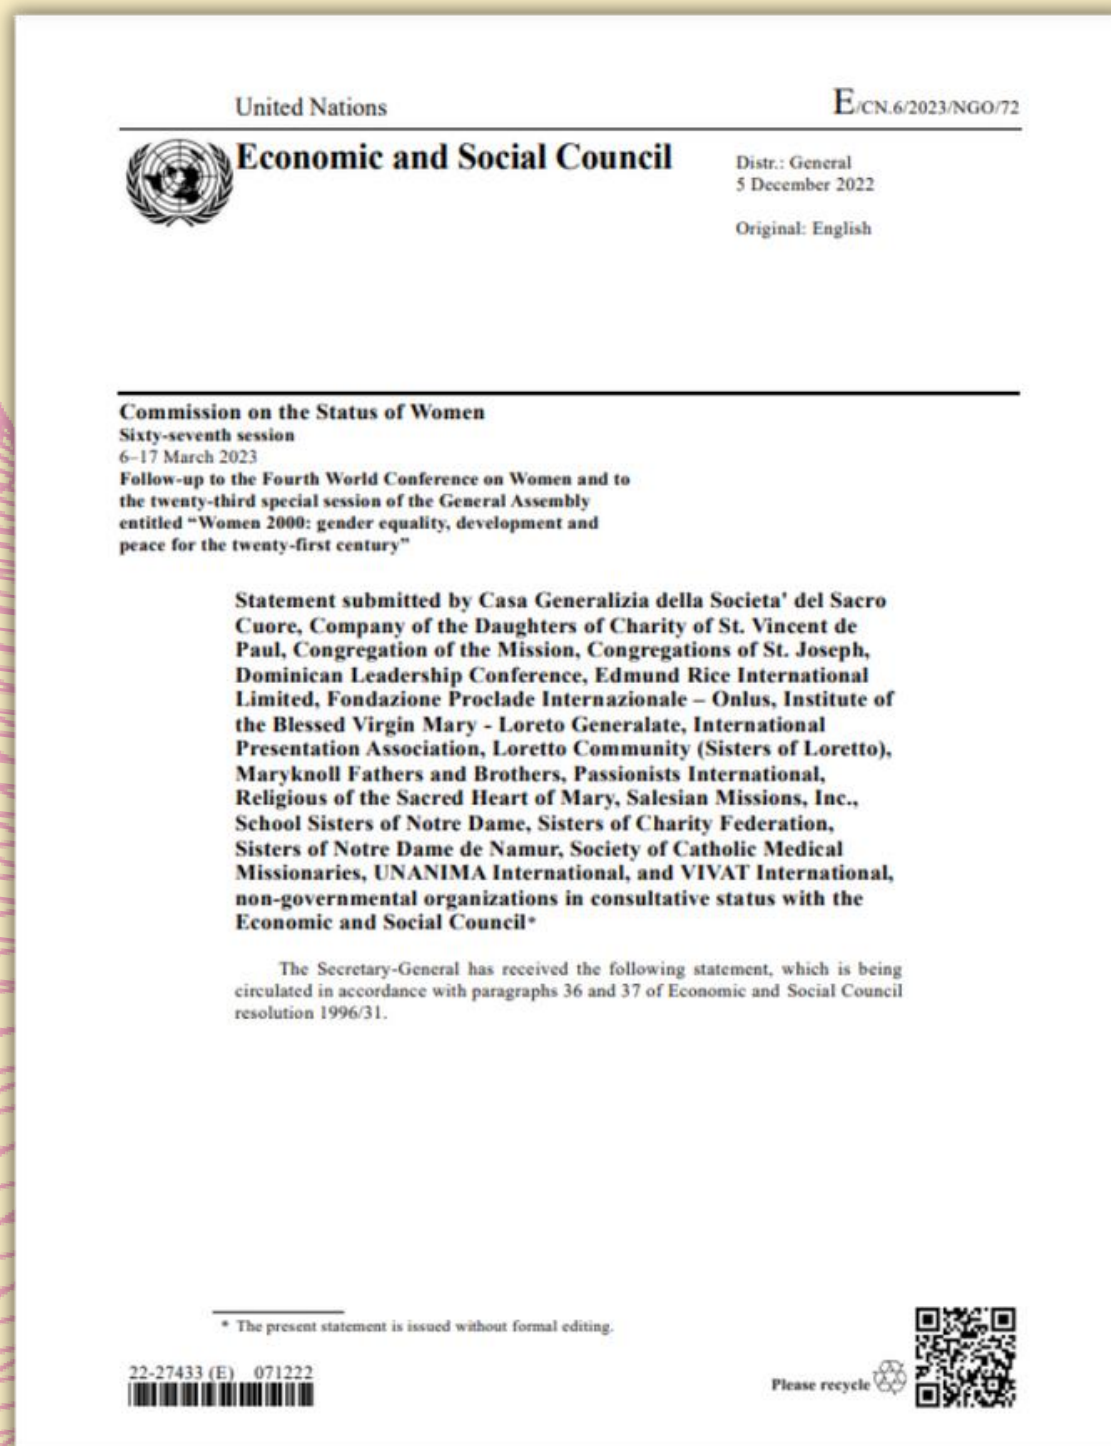 United Nations
E/CN.6/2023/NGO/72
Economic and Social Council
Distr.: General
5 December 2022
Original: English
Commission on the Status of Women
Sixty-seventh session
6–17 March 2023
Follow-up to the Fourth World Conference on Women and to
the twenty-third special session of the General Assembly
entitled “Women 2000: gender equality, development and
peace for the twenty-first century”
Statement submitted by Casa Generalizia della Societa’ del Sacro
Cuore, Company of the Daughters of Charity of St. Vincent de
Paul, Congregation of the Mission, Congregations of St. Joseph,
Dominican Leadership Conference, Edmund Rice International
Limited, Fondazione Proclade Internazionale – Onlus, Institute of
the Blessed Virgin Mary - Loreto Generalate, International
Presentation Association, Loretto Community (Sisters of Loretto),
Maryknoll Fathers and Brothers, Passionists International,
Religious of the Sacred Heart of Mary, Salesian Missions, Inc.,
School Sisters of Notre Dame, Sisters of Charity Federation,
Sisters of Notre Dame de Namur, Society of Catholic Medical
Missionaries, UNANIMA International, and VIVAT International,
non-governmental organizations in consultative status with the
Economic and Social Council*
The Secretary-General has received the following statement, which is being
circulated in accordance with paragraphs 36 and 37 of Economic and Social Council
resolution 1996/31.
* The present statement is issued without formal editing.
22-27433 (E) 071222
Please recycle